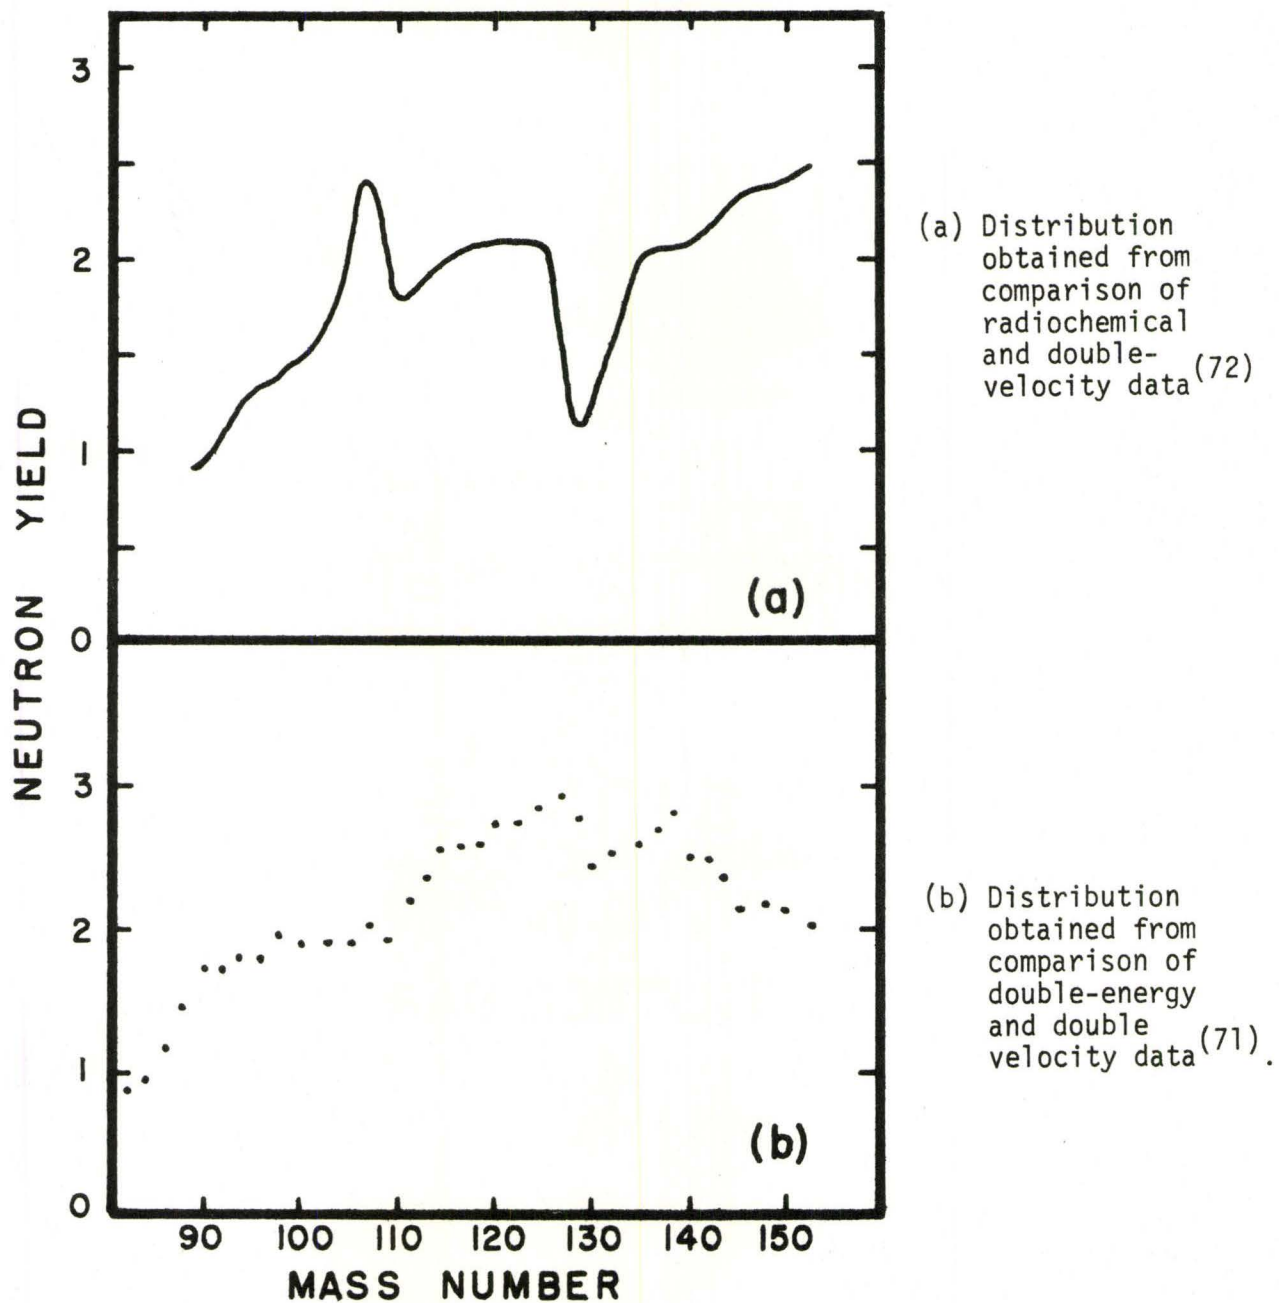 NEUTRON YIELD
3
2
1
0
(a)
3
2
1
0
(b)
90 100 110 120 130 140 150
MASS NUMBER
(a) Distribution
obtained from
comparison of
radiochemical
and double-
velocity data(72)
(b) Distribution
obtained from
comparison of
double-energy
and double
velocity data(71).